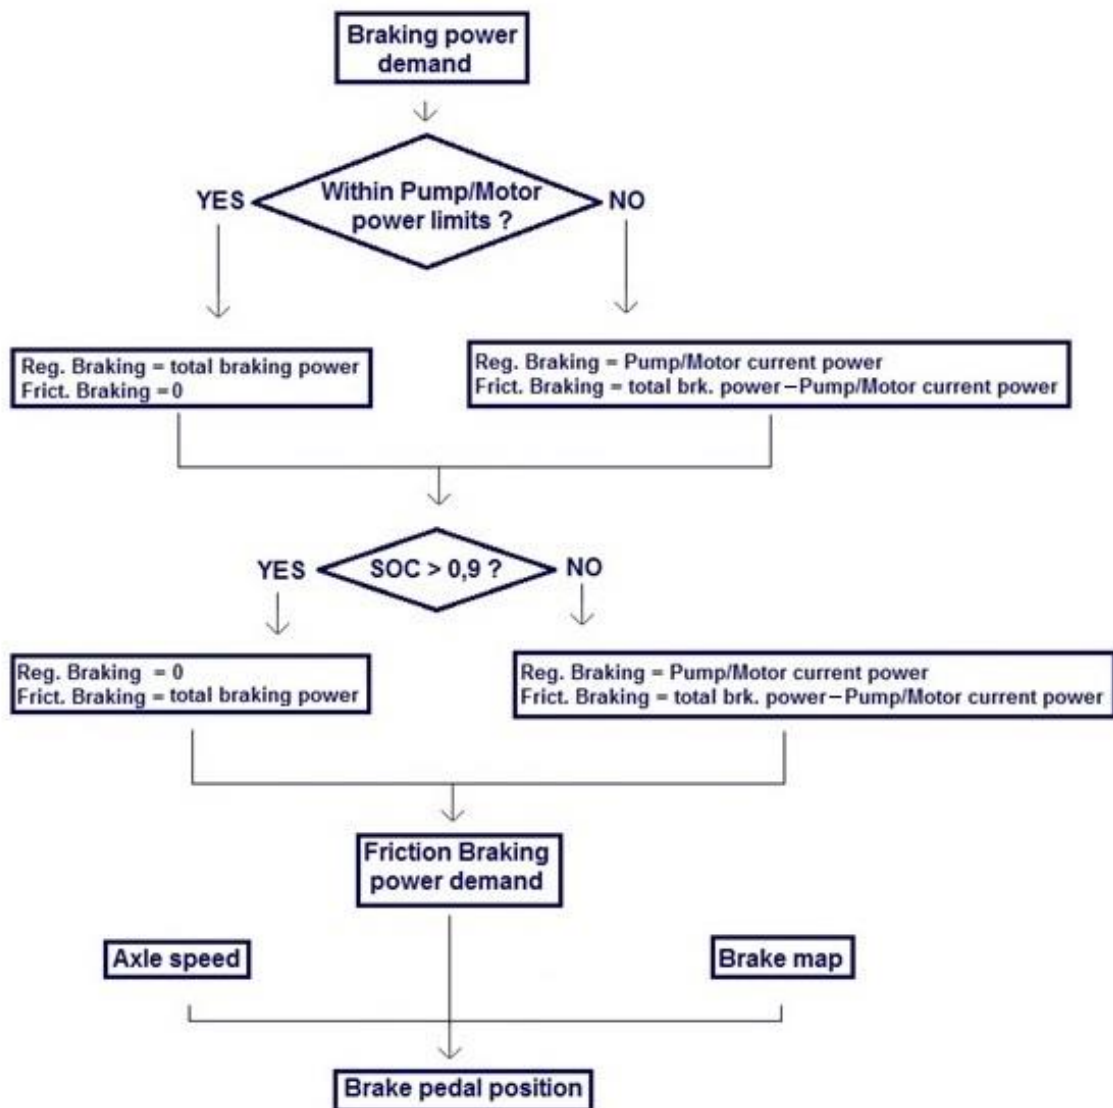 Braking power
demand
Within Pump/Motor
power limits ?
YES
NO
Reg. Braking = total braking power
Frict. Braking = 0
Reg. Braking = Pump/Motor current power
Frict. Braking = total brk. power – Pump/Motor current power
SOC > 0,9 ?
YES
NO
Reg. Braking = 0
Frict. Braking = total braking power
Reg. Braking = Pump/Motor current power
Frict. Braking = total brk. power – Pump/Motor current power
Friction Braking
power demand
Axle speed
Brake map
Brake pedal position